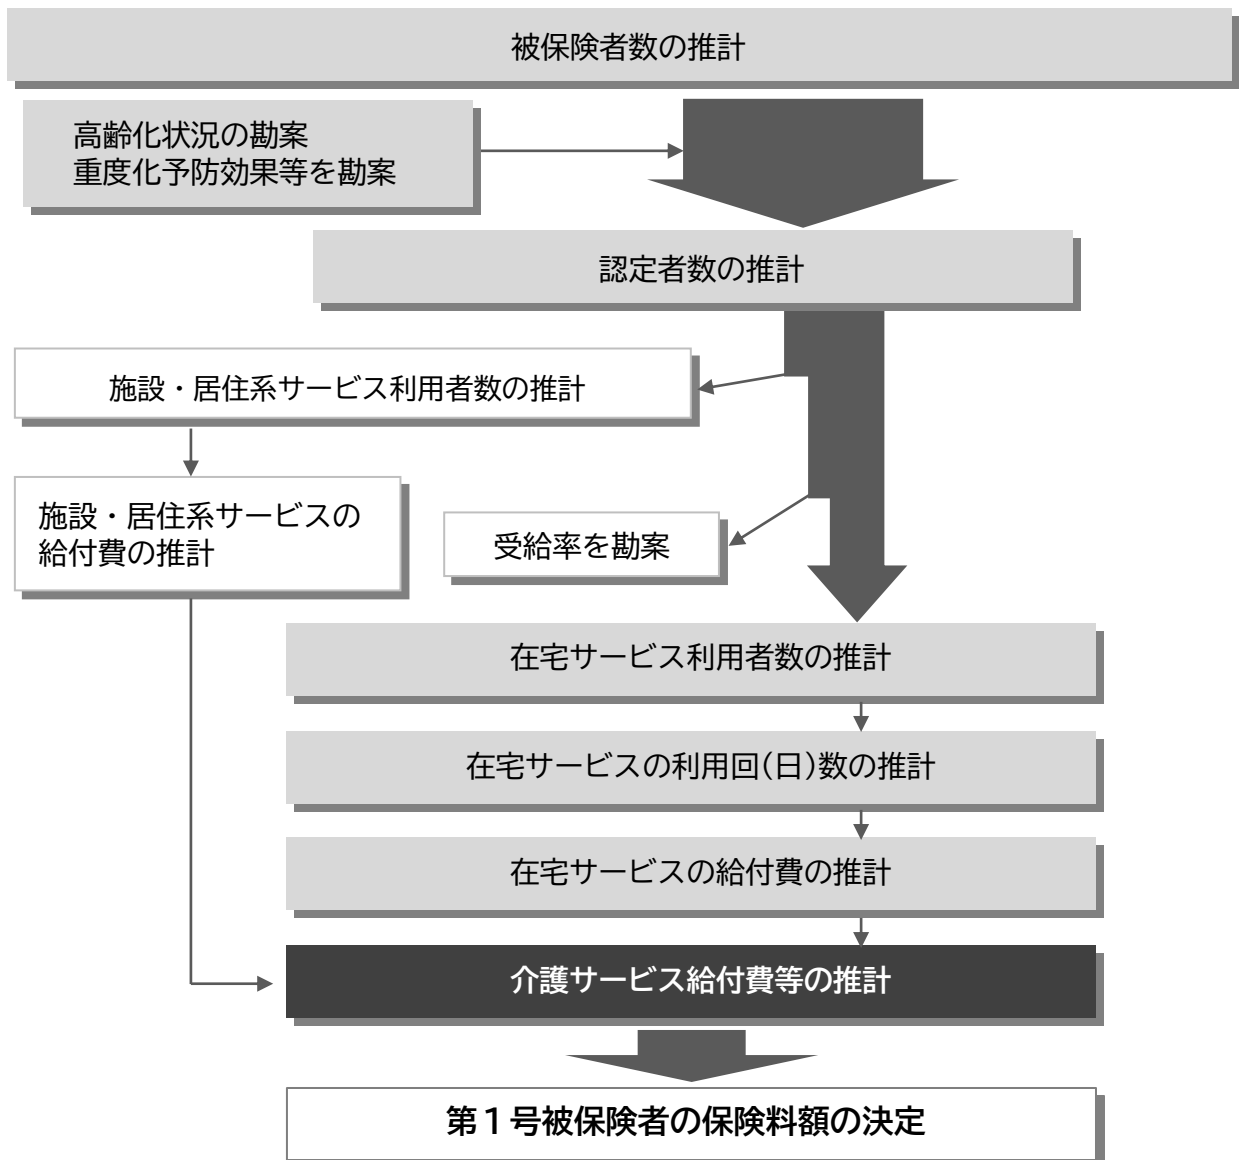 被保険者数の推計
高齢化状況の勘案
重度化予防効果等を勘案
認定者数の推計
施設・居住系サービス利用者数の推計
施設・居住系サービスの
給付費の推計
受給率を勘案
在宅サービス利用者数の推計
在宅サービスの利用回(日)数の推計
在宅サービスの給付費の推計
介護サービス給付費等の推計
第１号被保険者の保険料額の決定